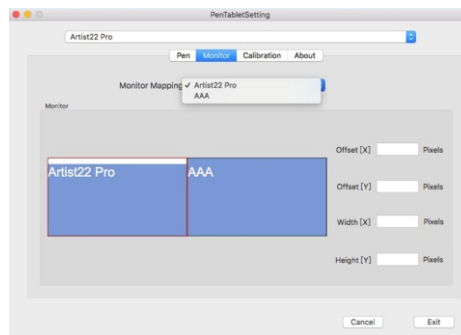 PenTabletSetting
Artist22 Pro
Pen Monitor Calibration About
Monitor Mapping ✓ Artist22 Pro
AAA
Monitor
Artist22 Pro AAA
Offset [X] Pixels
Offset [Y] Pixels
Width [X] Pixels
Height [Y] Pixels
Cancel Exit